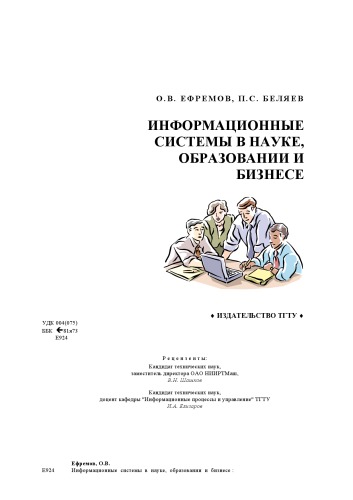 О.В. ЕФРЕМОВ, П.С. БЕЛЯЕВ
ИНФОРМАЦИОННЫЕ
СИСТЕМЫ В НАУКЕ,
ОБРАЗОВАНИИ И
БИЗНЕСЕ
♦ ИЗДАТЕЛЬСТВО ТГТУ ♦
УДК 004(075)
ББК ←81я73
Е924
Рецензенты:
Кандидат технических наук,
заместитель директора ОАО НИИРТМаш,
В.Н. Шашков
Кандидат технических наук,
доцент кафедры "Информационные процессы и управление" ТГТУ
И.А. Елизаров
Ефремов, О.В.
Е924 Информационные системы в науке, образовании и бизнесе :